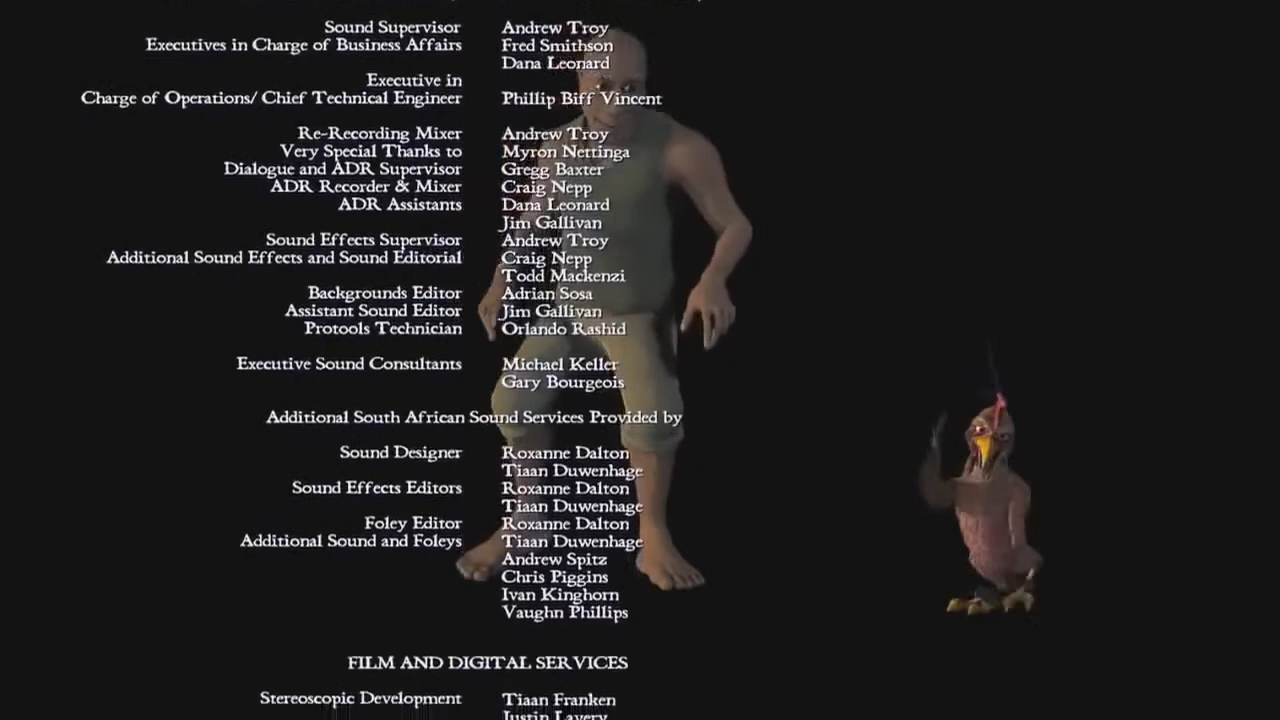 Sound Supervisor Andrew Troy
Executives in Charge of Business Affairs Fred Smithson
Dana Leonard
Executive in
Charge of Operations/ Chief Technical Engineer Phillip Biff Vincent
Re-Recording Mixer Andrew Troy
Very Special Thanks to Myron Nettinga
Dialogue and ADR Supervisor Gregg Baxter
ADR Recorder & Mixer Craig Nepp
ADR Assistants Dana Leonard
Jim Gallivan
Sound Effects Supervisor Andrew Troy
Additional Sound Effects and Sound Editorial Craig Nepp
Todd Mackenzi
Backgrounds Editor Adrian Sosa
Assistant Sound Editor Jim Gallivan
Protools Technician Orlando Rashid
Executive Sound Consultants Michael Keller
Gary Bourgeois
Additional South African Sound Services Provided by
Sound Designer Roxanne Dalton
Tiaan Duwenhage
Sound Effects Editors Roxanne Dalton
Tiaan Duwenhage
Foley Editor Roxanne Dalton
Additional Sound and Foleys Tiaan Duwenhage
Andrew Spitz
Chris Piggins
Ivan Kinghorn
Vaughn Phillips
FILM AND DIGITAL SERVICES
Stereoscopic Development Tiaan Franken
Justin Lavery